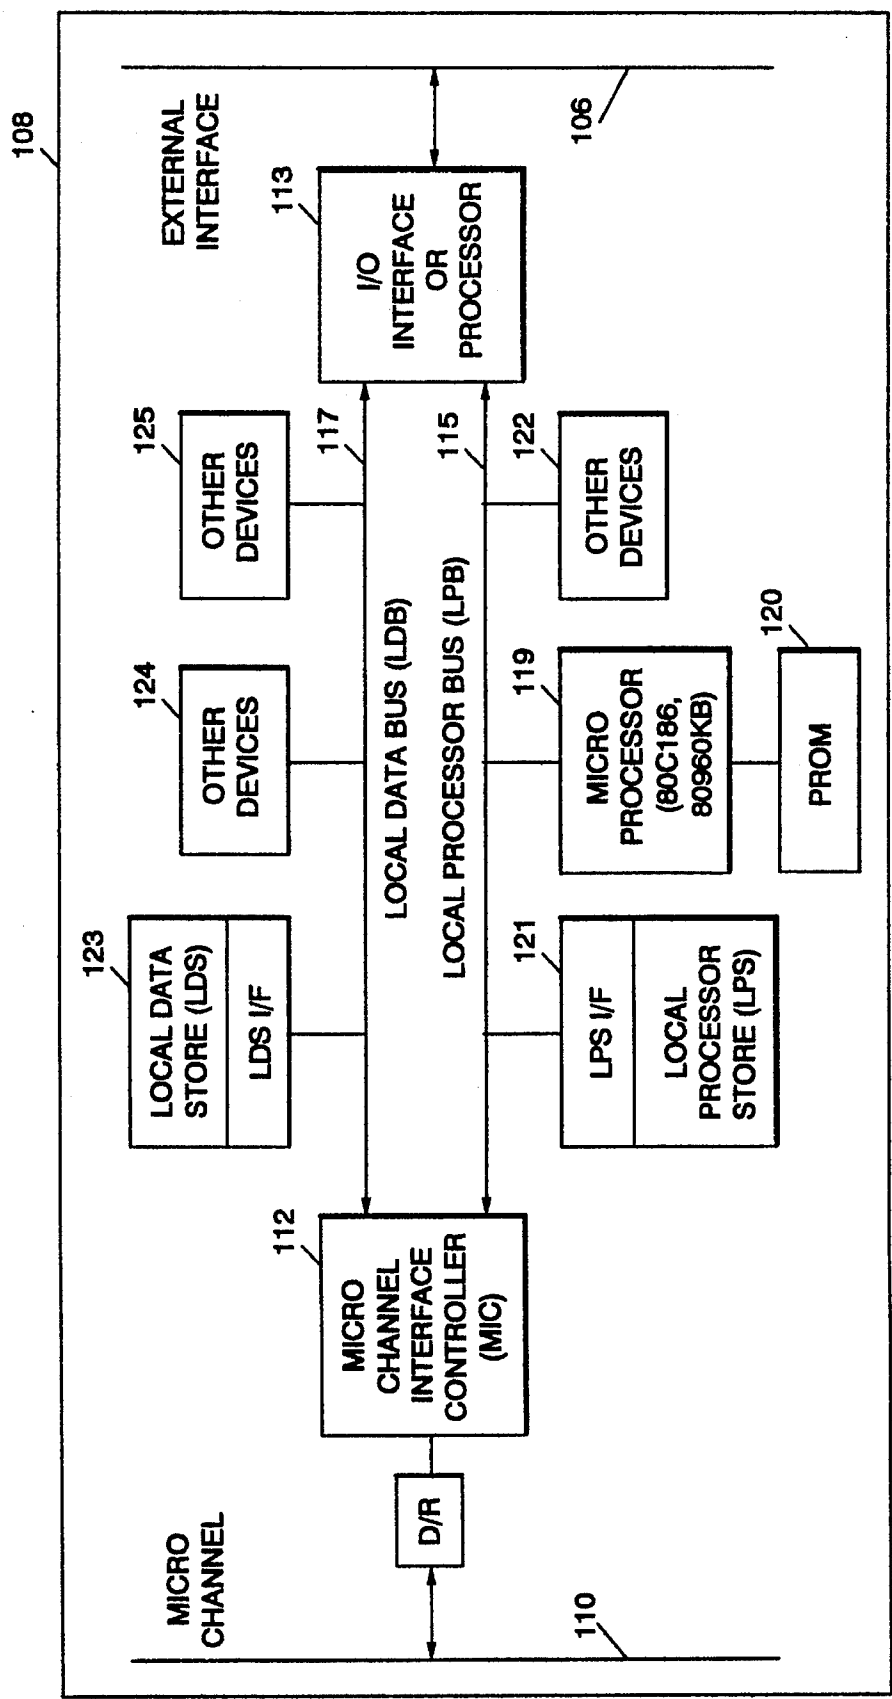 108
MICRO
CHANNEL
110
D/R
112
MICRO
CHANNEL
INTERFACE
CONTROLLER
(MIC)
123
LOCAL DATA
STORE (LDS)
LDS I/F
124
OTHER
DEVICES
125
OTHER
DEVICES
117
LOCAL DATA BUS (LDB)
LOCAL PROCESSOR BUS (LPB)
115
121
LPS I/F
LOCAL
PROCESSOR
STORE (LPS)
119
MICRO
PROCESSOR
(80C186,
80960KB)
120
PROM
122
OTHER
DEVICES
113
I/O
INTERFACE
OR
PROCESSOR
EXTERNAL
INTERFACE
106